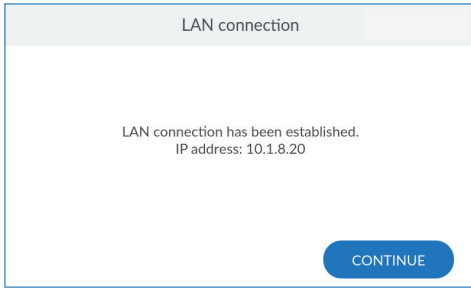 LAN connection
LAN connection has been established.
IP address: 10.1.8.20
CONTINUE